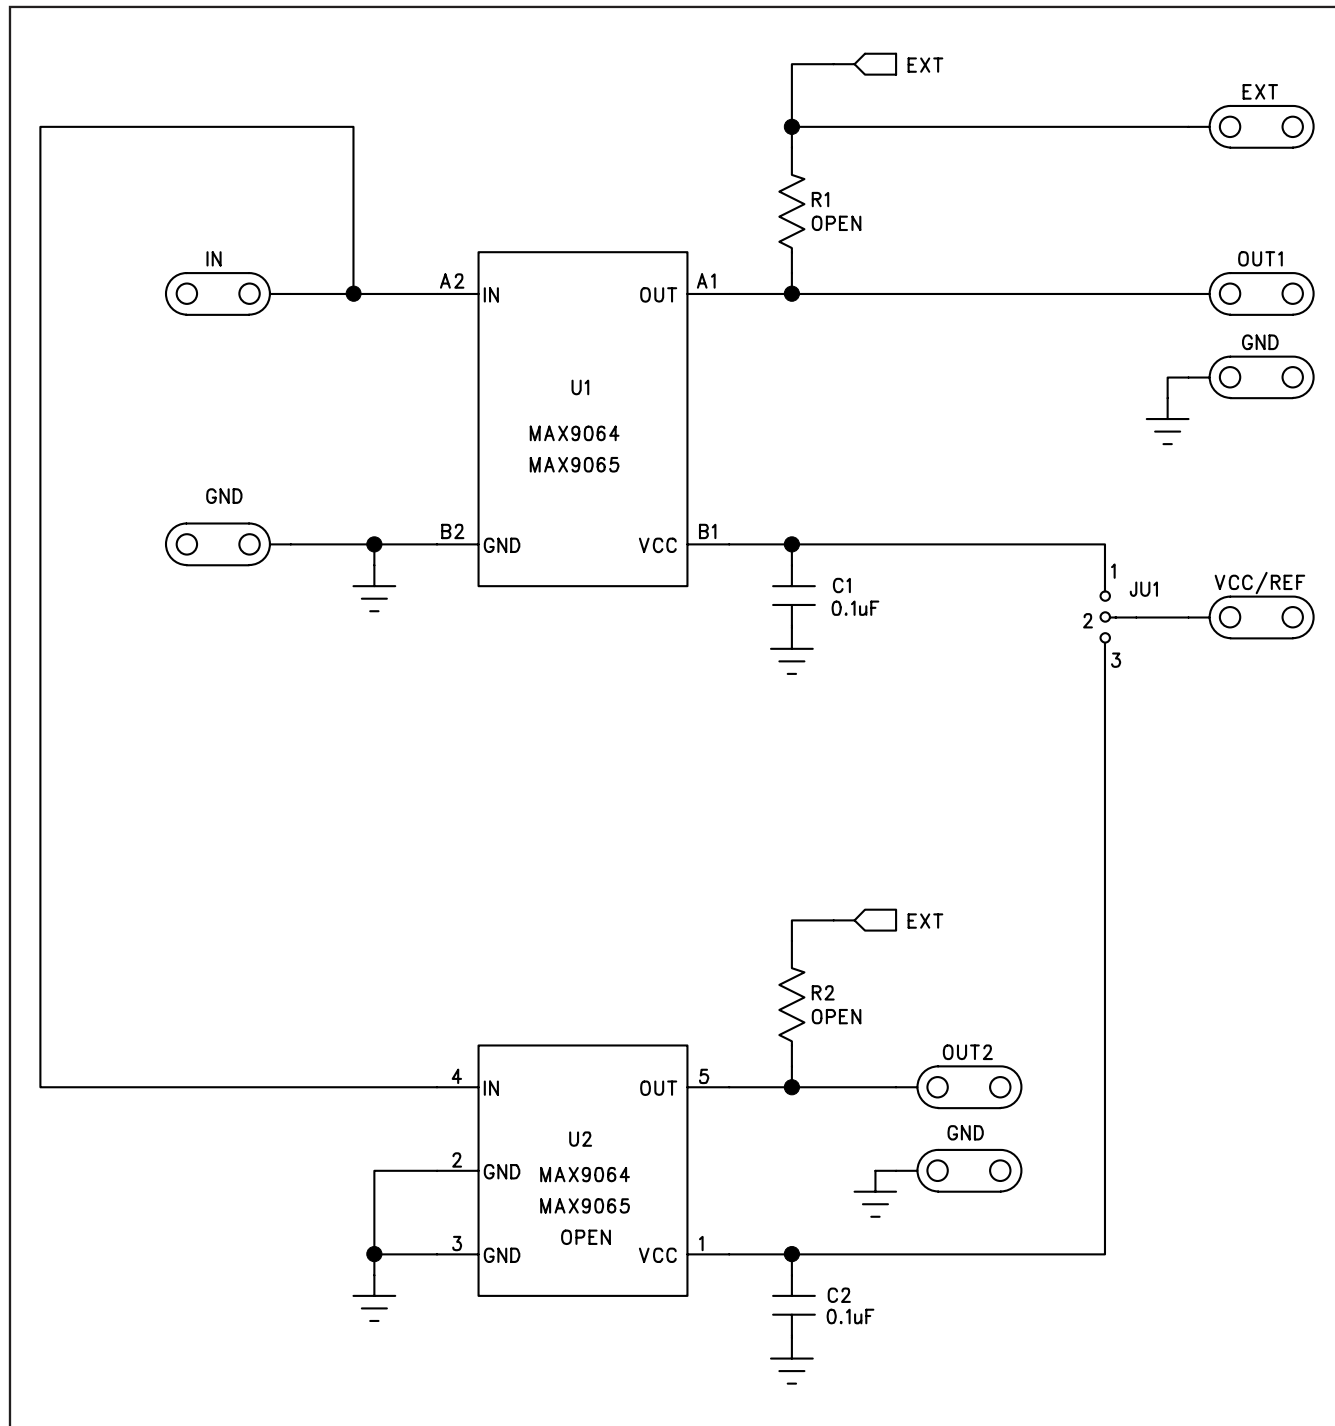 EXT
EXT
R1
OPEN
IN
OUT1
A2
IN
OUT
A1
GND
U1
MAX9064
MAX9065
GND
B2
GND
VCC
B1
C1
0.1uF
1
JU1
VCC/REF
2
3
EXT
R2
OPEN
OUT2
4
IN
OUT
5
GND
U2
2
GND
MAX9064
MAX9065
OPEN
3
GND
VCC
1
C2
0.1uF